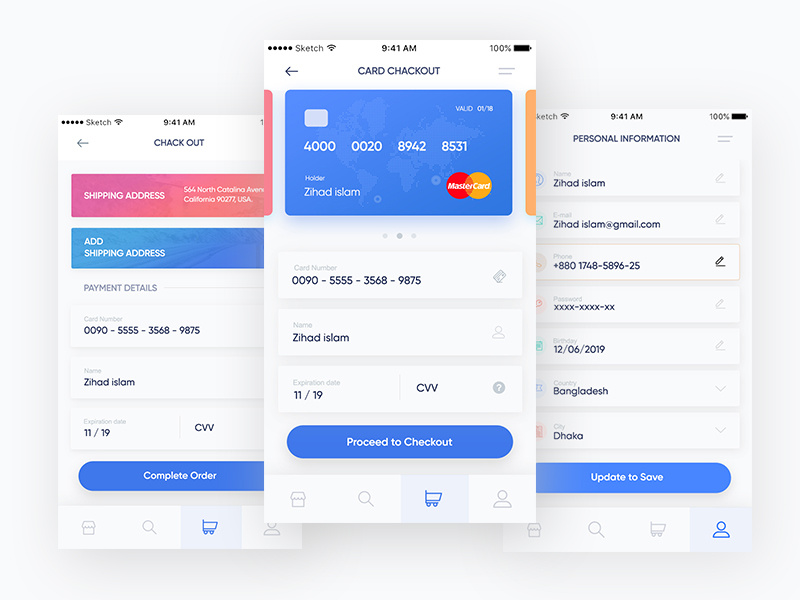 Sketch 9:41 AM
CHACK OUT
SHIPPING ADDRESS
564 North Catalina Avenu
California 90277, USA.
ADD
SHIPPING ADDRESS
PAYMENT DETAILS
Card Number
0090 - 5555 - 3568 - 9875
Name
Zihad islam
Expiration date
11 / 19
CVV
Complete Order
Sketch 9:41 AM 100%
CARD CHACKOUT
VALID 01/18
4000 0020 8942 8531
Holder
Zihad islam
MasterCard
Card Number
0090 - 5555 - 3568 - 9875
Name
Zihad islam
Expiration date
11 / 19
CVV
?
Proceed to Checkout
ketch 9:41 AM 100%
PERSONAL INFORMATION
Name
Zihad islam
E-mail
Zihad islam@gmail.com
Phone
+880 1748-5896-25
Password
xxxx-xxxx-xx
Birthday
12/06/2019
Country
Bangladesh
City
Dhaka
Update to Save